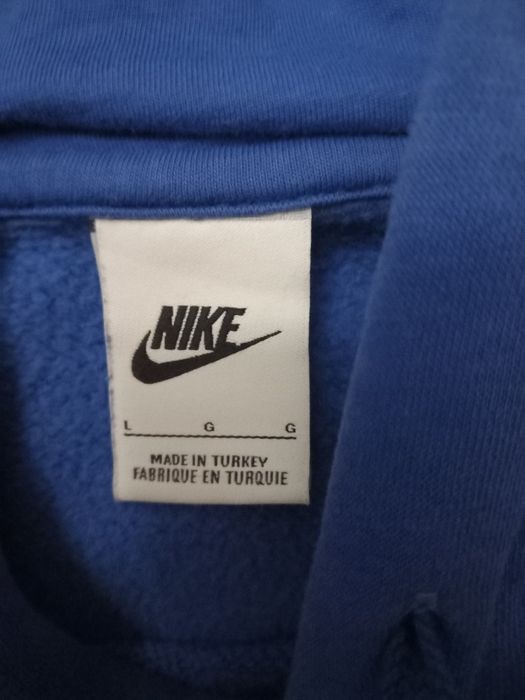 NIKE
L G G
MADE IN TURKEY
FABRIQUE EN TURQUIE